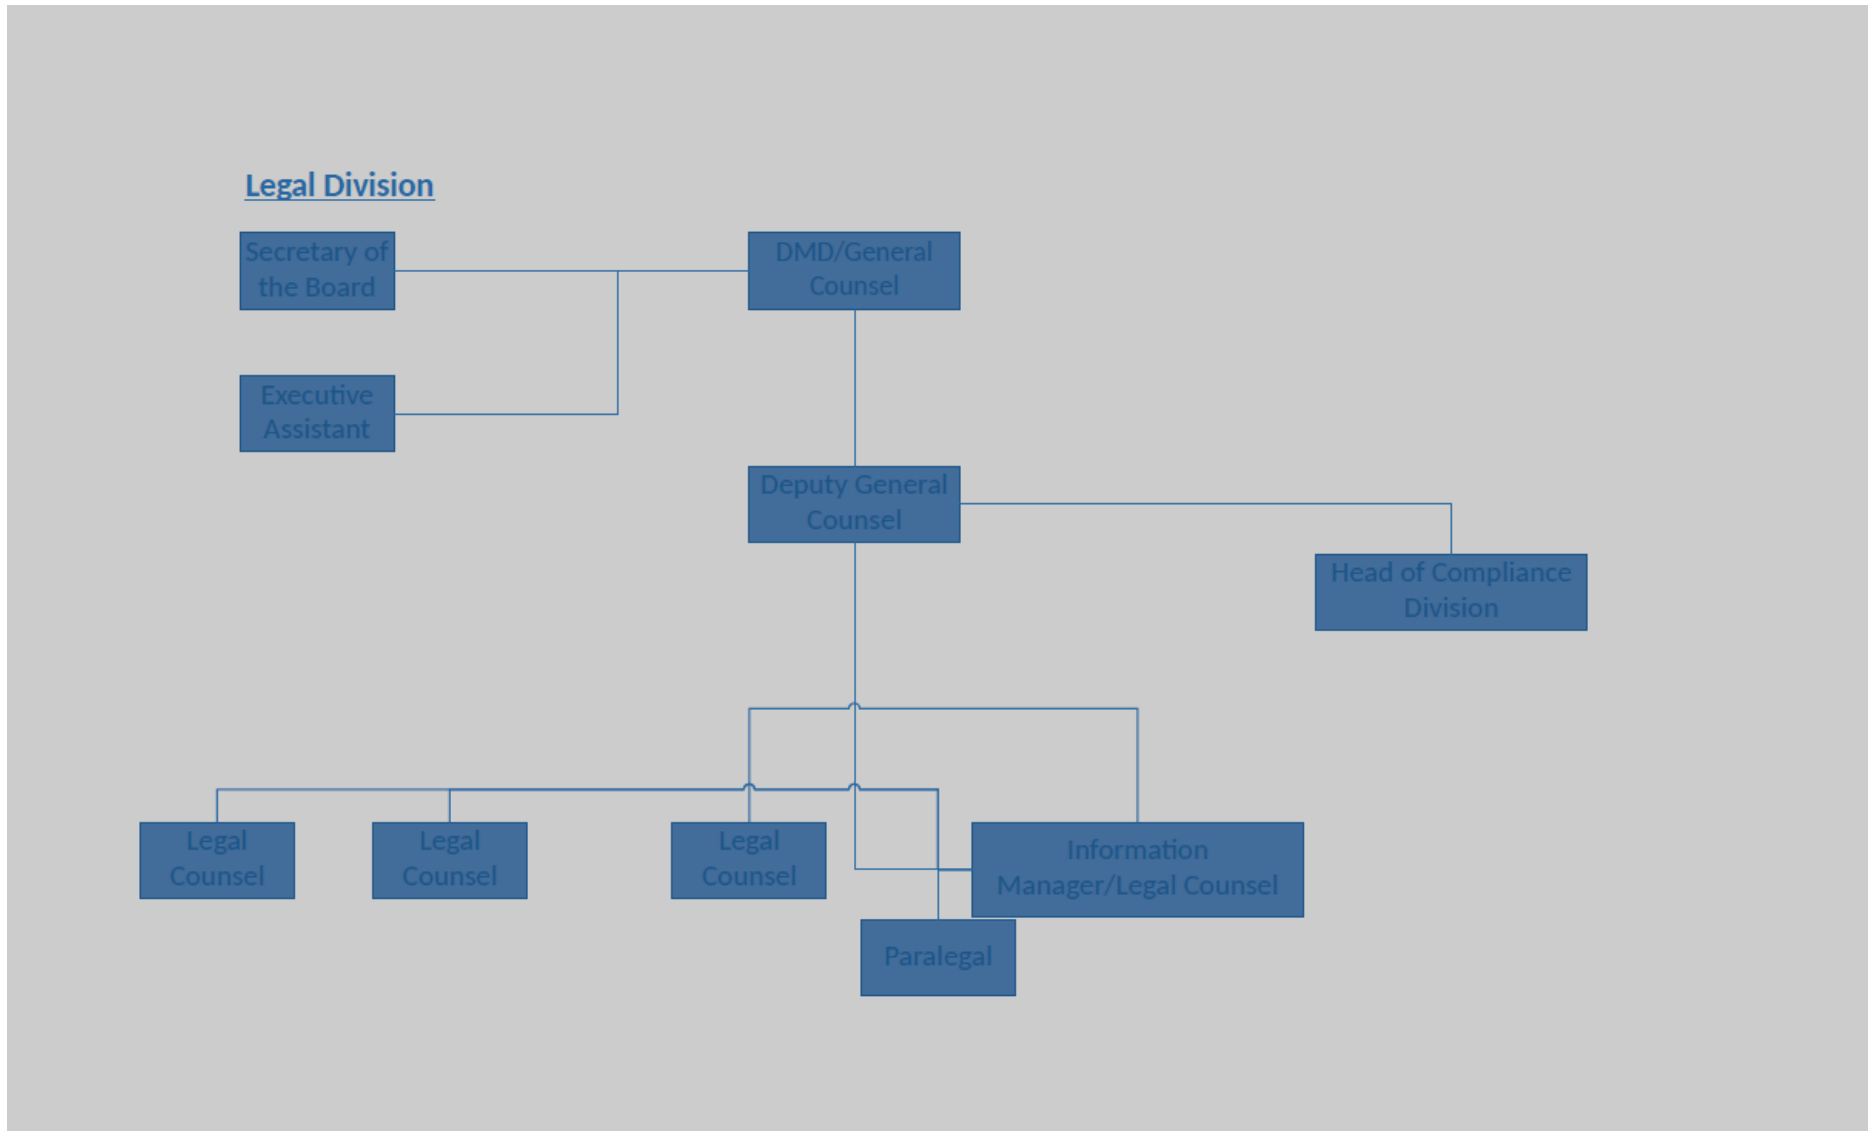 Legal Division
Secretary of
the Board
DMD/General
Counsel
Executive
Assistant
Deputy General
Counsel
Head of Compliance
Division
Legal
Counsel
Legal
Counsel
Legal
Counsel
Information
Manager/Legal Counsel
Paralegal